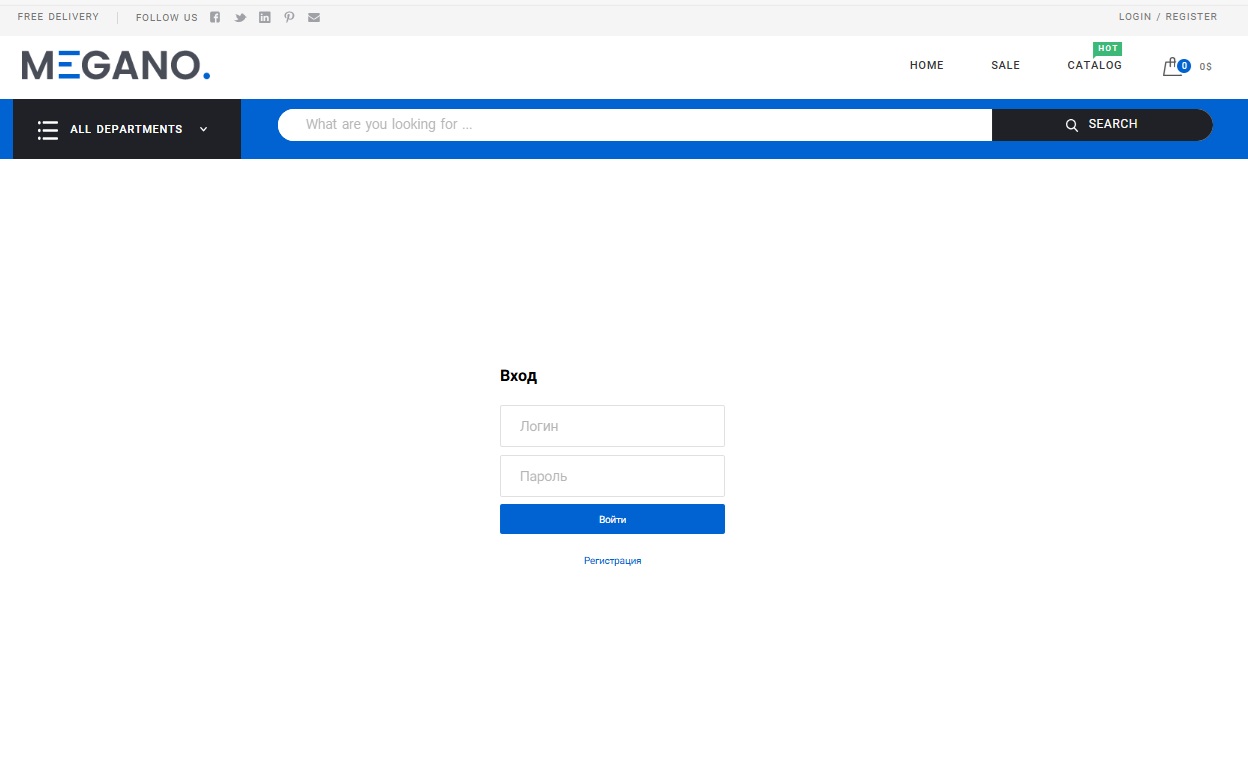 FREE DELIVERY FOLLOW US LOGIN / REGISTER
MEGANO.
HOT
HOME SALE CATALOG 0 0$
ALL DEPARTMENTS What are you looking for ... SEARCH
Вход
Логин
Пароль
Войти
Регистрация